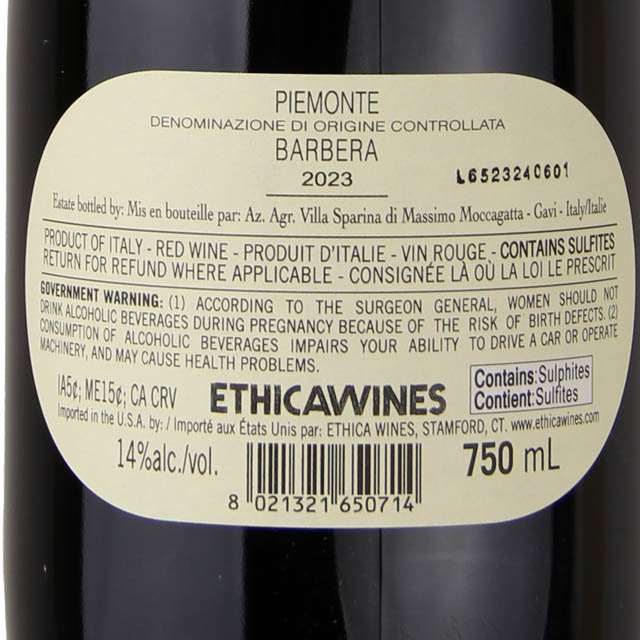 PIEMONTE
DENOMINAZIONE DI ORIGINE CONTROLLATA
BARBERA
2023
L6523240601
Estate bottled by: Mis en bouteille par: Az. Agr. Villa Sparina di Massimo Moccagatta - Gavi - Italy/Italie
PRODUCT OF ITALY - RED WINE - PRODUIT D'ITALIE - VIN ROUGE - CONTAINS SULFITES
RETURN FOR REFUND WHERE APPLICABLE - CONSIGNÉE LÀ OÙ LA LOI LE PRESCRIT
GOVERNMENT WARNING: (1) ACCORDING TO THE SURGEON GENERAL, WOMEN SHOULD NOT
DRINK ALCOHOLIC BEVERAGES DURING PREGNANCY BECAUSE OF THE RISK OF BIRTH DEFECTS. (2)
CONSUMPTION OF ALCOHOLIC BEVERAGES IMPAIRS YOUR ABILITY TO DRIVE A CAR OR OPERATE
MACHINERY, AND MAY CAUSE HEALTH PROBLEMS.
IA5¢; ME15¢; CA CRV
ETHICAWINES
Contains: Sulphites
Contient: Sulfites
Imported in the U.S.A. by: / Importé aux États Unis par: ETHICA WINES, STAMFORD, CT. www.ethicawines.com
14%alc./vol.
750 mL
8 021321 650714